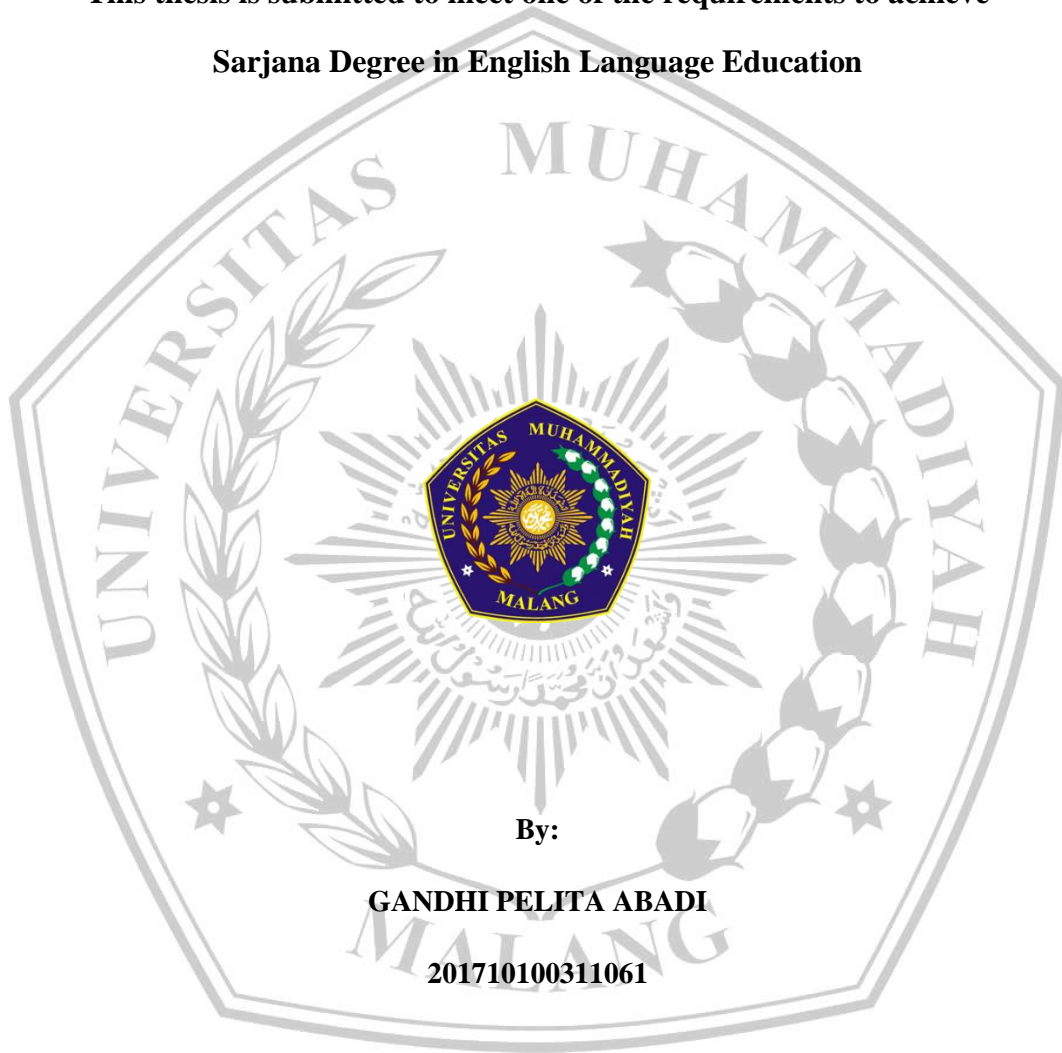 This thesis is submitted to meet one of the requirements to achieve
Sarjana Degree in English Language Education
UNIVERSITAS MUHAMMADIYAH
MALANG
UNIVERSITAS MUHAMMADIYAH
MALANG
By:
GANDHI PELITA ABADI
201710100311061